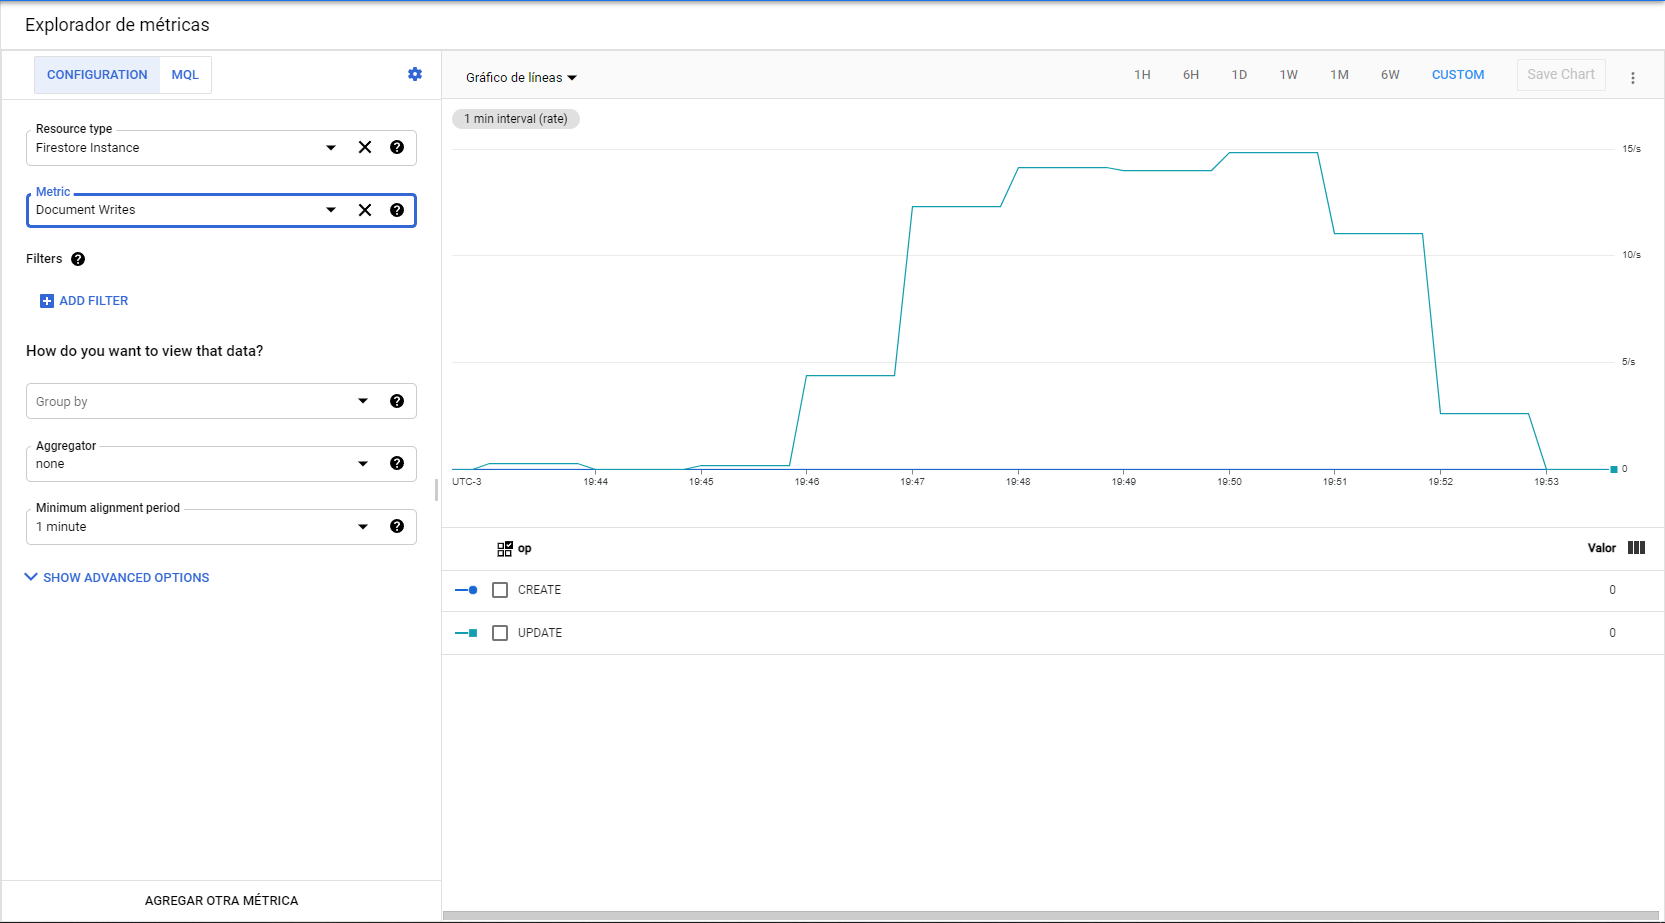 Explorador de métricas
CONFIGURATION MQL
Resource type
Firestore Instance
Metric
Document Writes
Filters
ADD FILTER
How do you want to view that data?
Group by
Aggregator
none
Minimum alignment period
1 minute
SHOW ADVANCED OPTIONS
AGREGAR OTRA MÉTRICA
Gráfico de líneas
1H 6H 1D 1W 1M 6W CUSTOM Save Chart
1 min interval (rate)
15/s
10/s
5/s
0
UTC-3 19:44 19:45 19:46 19:47 19:48 19:49 19:50 19:51 19:52 19:53
op Valor
CREATE 0
UPDATE 0